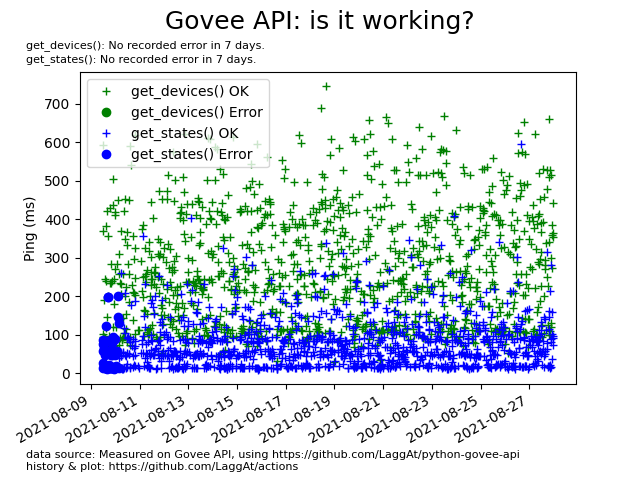 Govee API: is it working?
get_devices(): No recorded error in 7 days.
get_states(): No recorded error in 7 days.
get_devices() OK
get_devices() Error
get_states() OK
get_states() Error
700
600
500
400
300
200
100
0
Ping (ms)
2021-08-09
2021-08-11
2021-08-13
2021-08-15
2021-08-17
2021-08-19
2021-08-21
2021-08-23
2021-08-25
2021-08-27
data source: Measured on Govee API, using https://github.com/LaggAt/python-govee-api
history & plot: https://github.com/LaggAt/actions